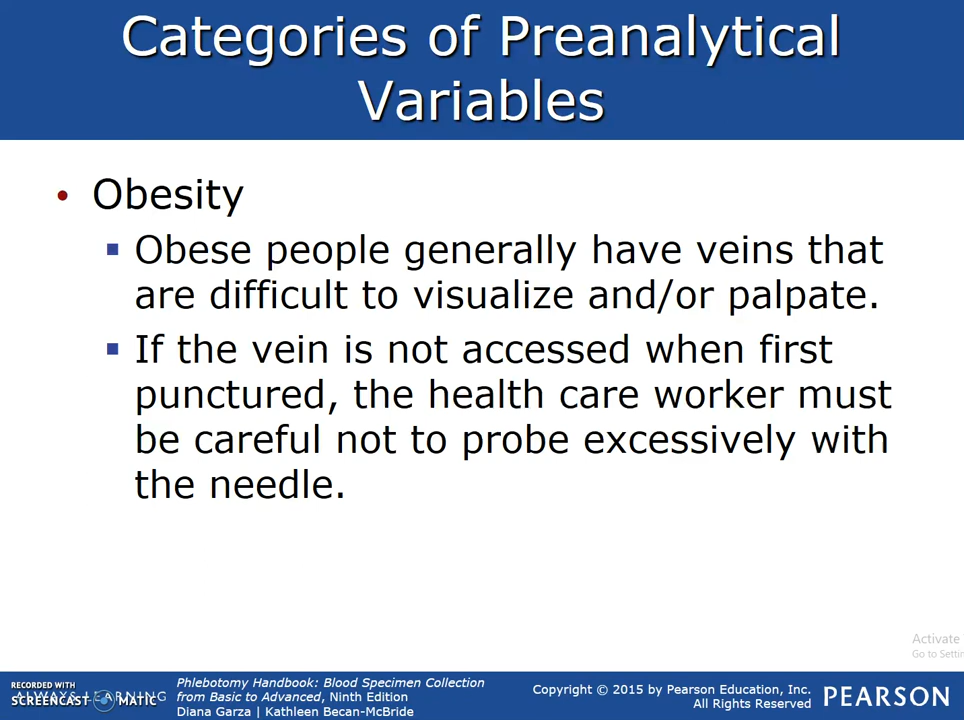 Categories of Preanalytical
Variables
• Obesity
▪ Obese people generally have veins that
are difficult to visualize and/or palpate.
▪ If the vein is not accessed when first
punctured, the health care worker must
be careful not to probe excessively with
the needle.
Activate
Go to Settin
RECORDED WITH
SCREENCAST MATIC
ALWAYS LEARNING
Phlebotomy Handbook: Blood Specimen Collection
from Basic to Advanced, Ninth Edition
Diana Garza | Kathleen Becan-McBride
Copyright © 2015 by Pearson Education, Inc.
All Rights Reserved
PEARSON